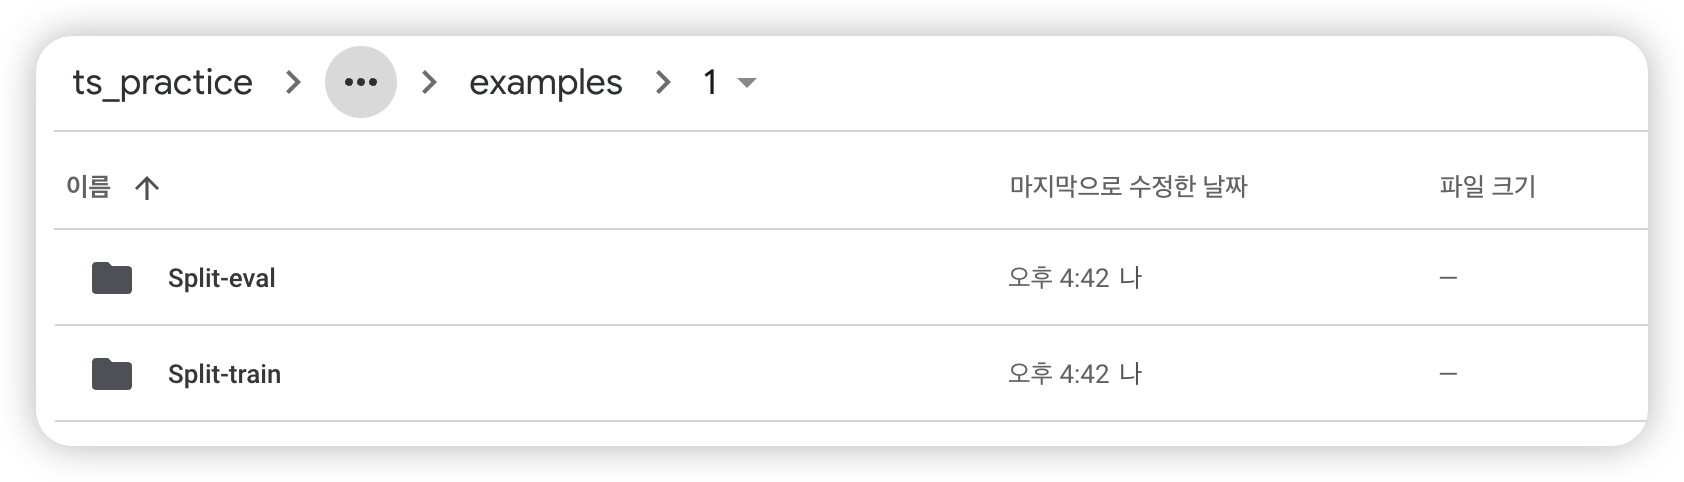 ts_practice > ... > examples > 1
이름 ↑ 마지막으로 수정한 날짜 파일 크기
Split-eval 오후 4:42 나 —
Split-train 오후 4:42 나 —